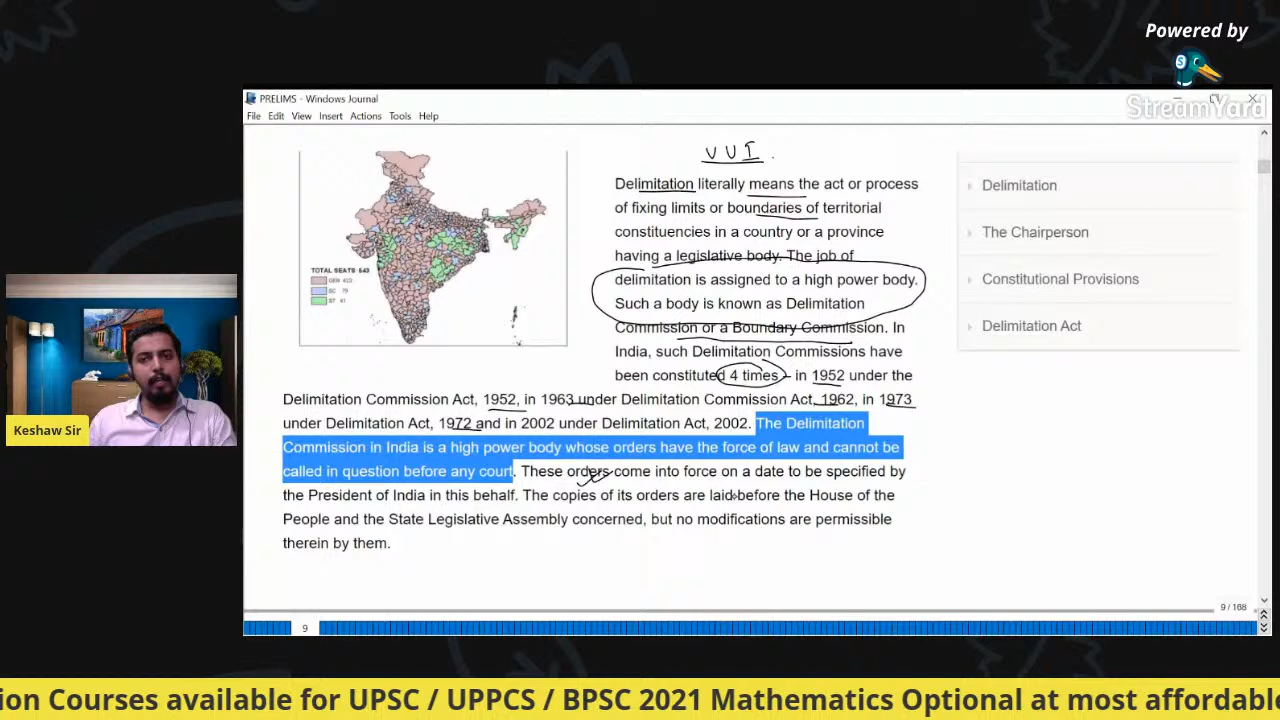 Powered by
StreamYard
PRELIMS - Windows Journal
File Edit View Insert Actions Tools Help
V V I
TOTAL SEATS 543
GEN 423
SC 79
ST 41
Delimitation literally means the act or process
of fixing limits or boundaries of territorial
constituencies in a country or a province
having a legislative body. The job of
delimitation is assigned to a high power body.
Such a body is known as Delimitation
Commission or a Boundary Commission. In
India, such Delimitation Commissions have
been constituted 4 times – in 1952 under the
Delimitation Commission Act, 1952, in 1963 under Delimitation Commission Act, 1962, in 1973
under Delimitation Act, 1972 and in 2002 under Delimitation Act, 2002. The Delimitation
Commission in India is a high power body whose orders have the force of law and cannot be
called in question before any court. These orders come into force on a date to be specified by
the President of India in this behalf. The copies of its orders are laid before the House of the
People and the State Legislative Assembly concerned, but no modifications are permissible
therein by them.
Delimitation
The Chairperson
Constitutional Provisions
Delimitation Act
Keshaw Sir
9 / 168
9
ion Courses available for UPSC / UPPCS / BPSC 2021 Mathematics Optional at most affordable